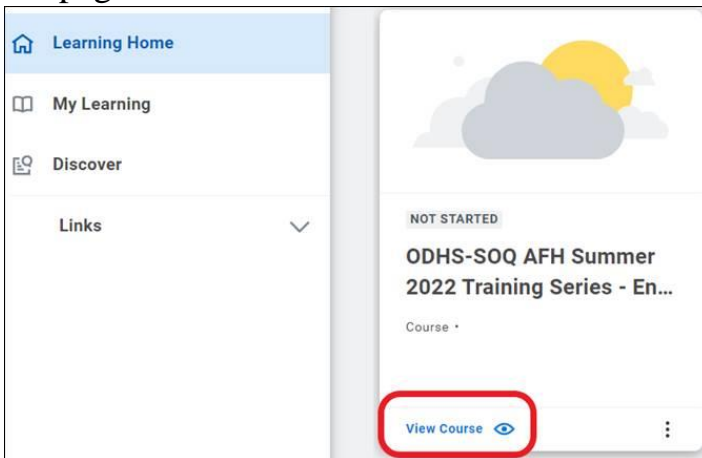 Learning Home
My Learning
Discover
Links
NOT STARTED
ODHS-SOQ AFH Summer
2022 Training Series - En...
Course •
View Course